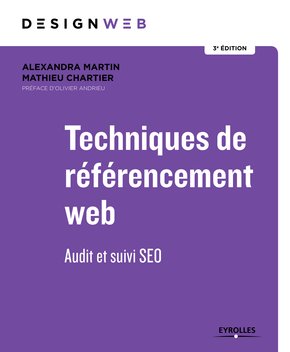 DESIGNWEB
3e ÉDITION
ALEXANDRA MARTIN
MATHIEU CHARTIER
PRÉFACE D'OLIVIER ANDRIEU
Techniques de
référencement
web
Audit et suivi SEO
EYROLLES